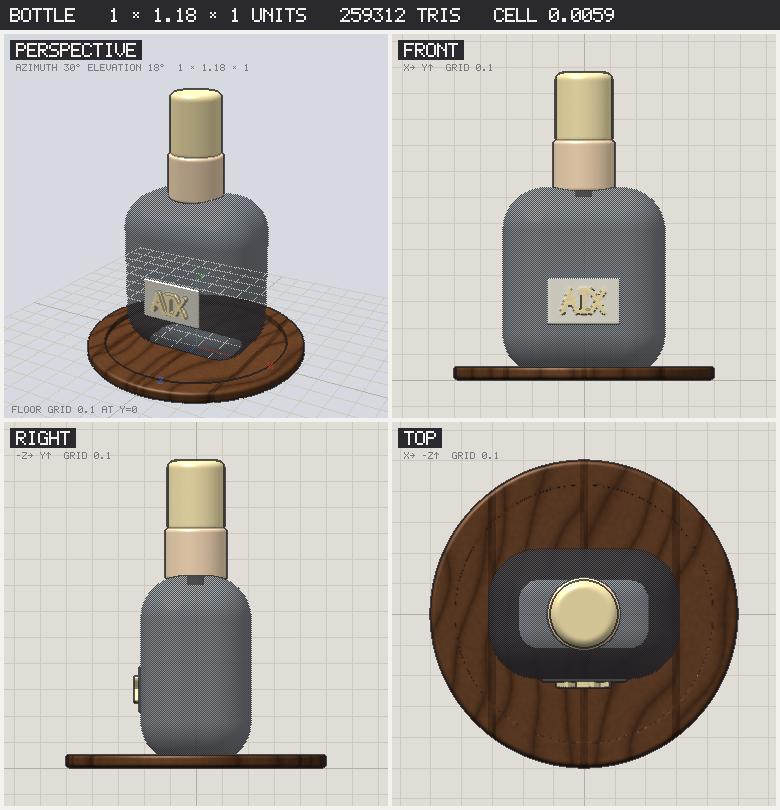 BOTTLE 1 × 1.18 × 1 UNITS 259312 TRIS CELL 0.0059
PERSPECTIVE
AZIMUTH 30° ELEVATION 18° 1 × 1.18 × 1
AIX
FLOOR GRID 0.1 AT Y=0
FRONT
X→ Y↑ GRID 0.1
AIX
RIGHT
-Z→ Y↑ GRID 0.1
TOP
X→ -Z↑ GRID 0.1